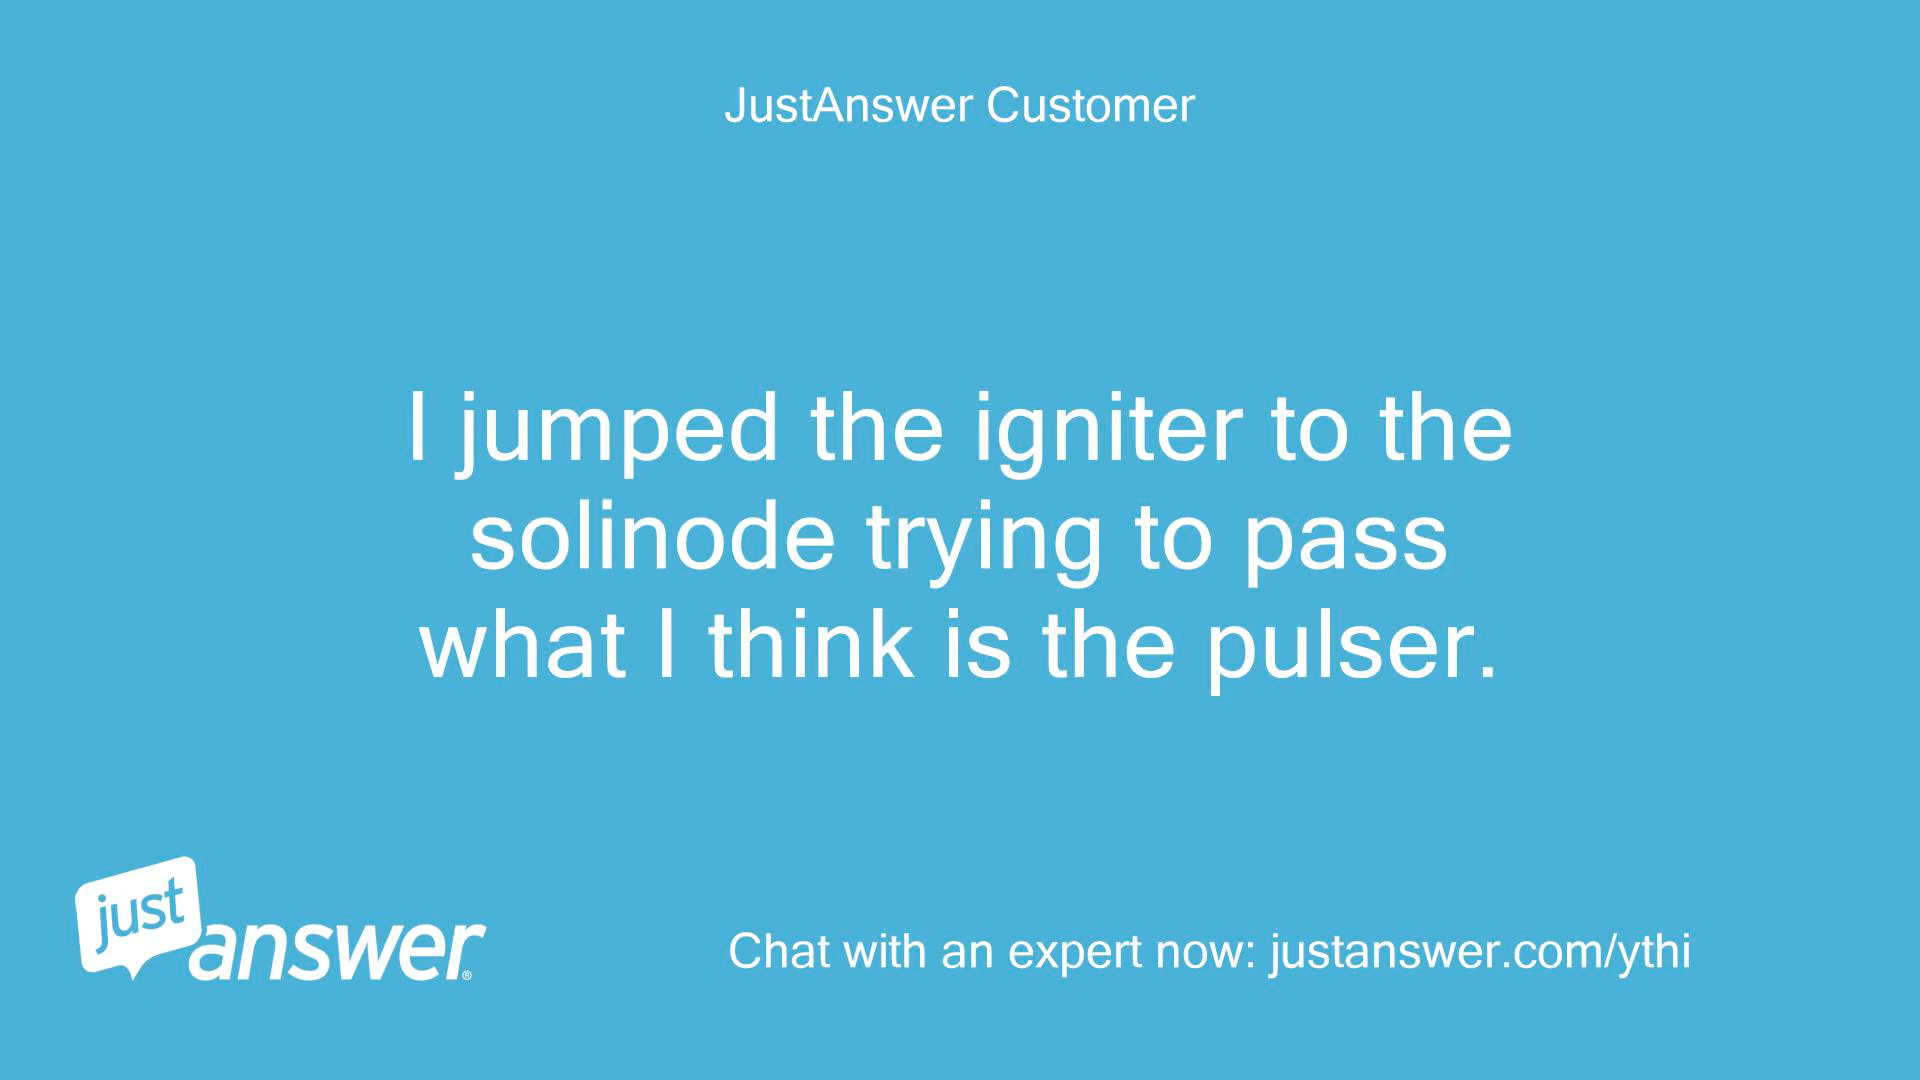 JustAnswer Customer
I jumped the igniter to the
solinode trying to pass
what I think is the pulser.
just
answer®
Chat with an expert now: justanswer.com/ythi